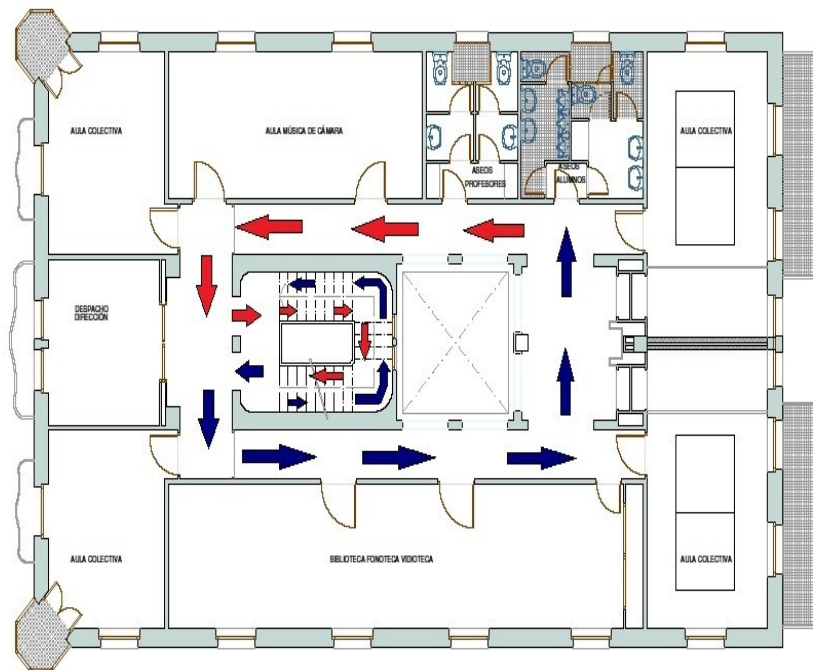 AULA COLECTIVA
AULA MÚSICA DE CÁMARA
ASEOS
PROFESORES
ASEOS
ALUMNOS
AULA COLECTIVA
DESPACHO
DIRECCIÓN
AULA COLECTIVA
BIBLIOTECA FONOTECA VIDIOTECA
AULA COLECTIVA